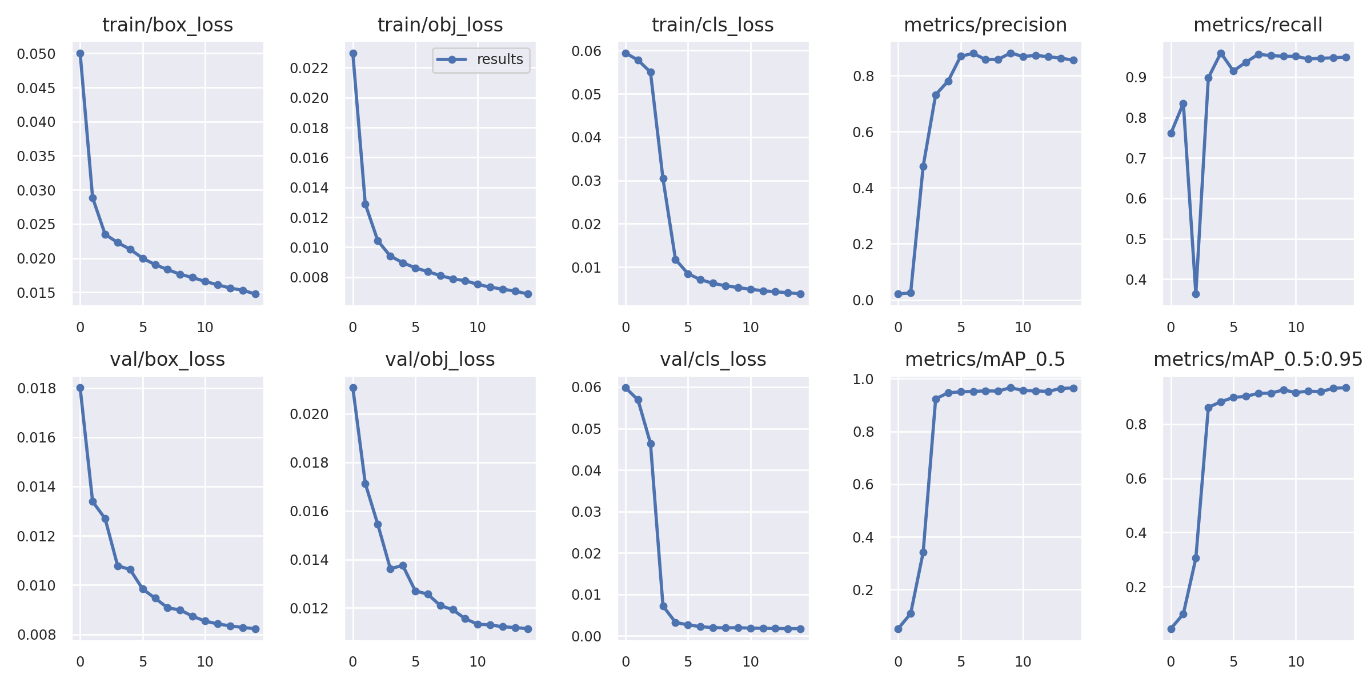 train/box_loss
0.050
0.045
0.040
0.035
0.030
0.025
0.020
0.015
0 5 10
train/obj_loss
results
0.022
0.020
0.018
0.016
0.014
0.012
0.010
0.008
0 5 10
train/cls_loss
0.06
0.05
0.04
0.03
0.02
0.01
0 5 10
metrics/precision
0.8
0.6
0.4
0.2
0.0
0 5 10
metrics/recall
0.9
0.8
0.7
0.6
0.5
0.4
0 5 10
val/box_loss
0.018
0.016
0.014
0.012
0.010
0.008
0 5 10
val/obj_loss
0.020
0.018
0.016
0.014
0.012
0 5 10
val/cls_loss
0.06
0.05
0.04
0.03
0.02
0.01
0.00
0 5 10
metrics/mAP_0.5
1.0
0.8
0.6
0.4
0.2
0 5 10
metrics/mAP_0.5:0.95
0.8
0.6
0.4
0.2
0 5 10